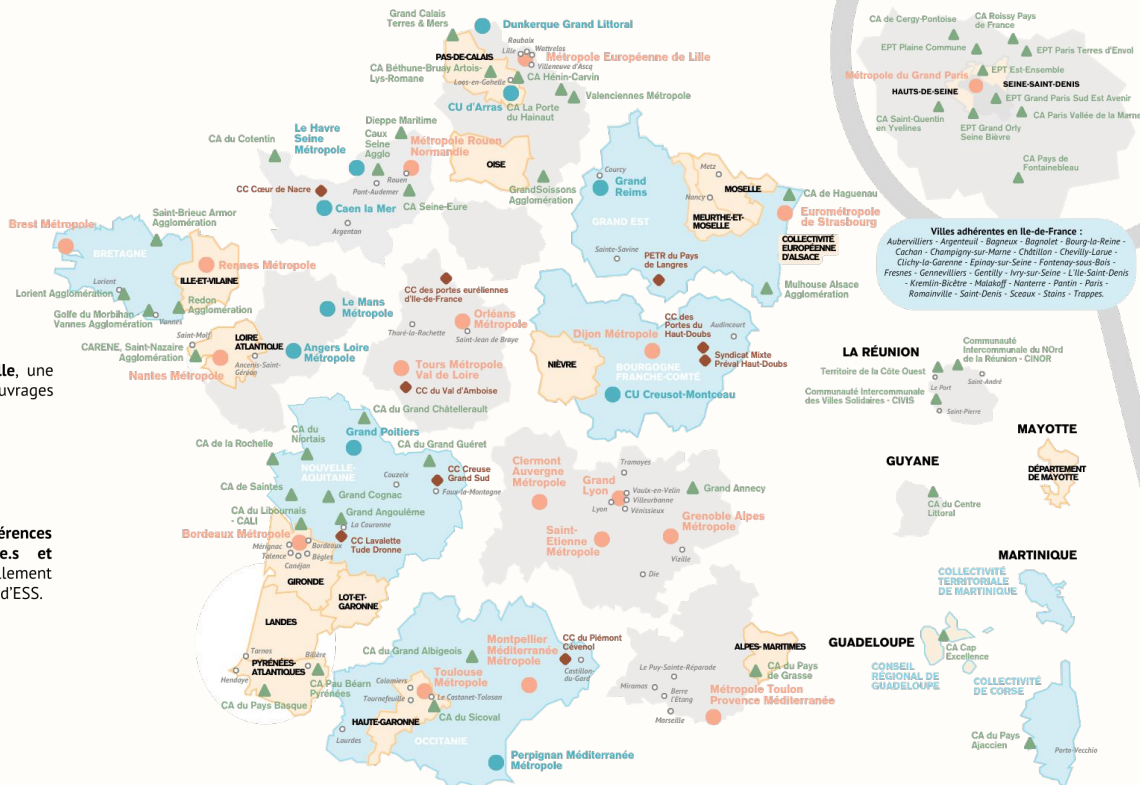 lle, une
uvrages
érences
e.s et
llement
d'ESS.
Grand Calais
Terres & Mers
Dunkerque Grand Littoral
PAS-DE-CALAIS
Roubaix
Lille
Wattrelos
Métropole Européenne de Lille
Villeneuve d'Ascq
CA Béthune-Bruay Artois-
Lys-Romane
Loos-en-Gohelle
CA Hénin-Carvin
Valenciennes Métropole
CU d'Arras
CA La Porte
du Hainaut
CA du Cotentin
Le Havre
Seine
Métropole
Dieppe Maritime
Caux
Seine
Agglo
Métropole Rouen
Normandie
OISE
Rouen
Pont-Audemer
CC Cœur de Nacre
CA Seine-Eure
GrandSoissons
Agglomération
Caen la Mer
Argentan
Courcy
Grand
Reims
GRAND EST
Metz
MOSELLE
Nancy
MEURTHE-ET-
MOSELLE
CA de Haguenau
Eurométropole
de Strasbourg
COLLECTIVITÉ
EUROPÉENNE
D'ALSACE
Sainte-Savine
PETR du Pays
de Langres
Mulhouse Alsace
Agglomération
Brest Métropole
Saint-Brieuc Armor
Agglomération
BRETAGNE
Rennes Métropole
ILLE-ET-VILAINE
Lorient
Lorient Agglomération
Redon
Agglomération
Golfe du Morbihan
Vannes Agglomération
Vannes
Saint-Molf
LOIRE
ATLANTIQUE
CARENE, Saint-Nazaire
Agglomération
Ancenis-Saint-
Géréon
Nantes Métropole
Le Mans
Métropole
Angers Loire
Métropole
CC des portes euréliennes
d'Ile-de-France
Orléans
Métropole
Thoré-la-Rochette
Saint-Jean de Braye
Tours Métropole
Val de Loire
CC du Val d'Amboise
Dijon Métropole
CC des
Portes du
Haut-Doubs
Audincourt
NIÈVRE
Syndicat Mixte
Préval Haut-Doubs
BOURGOGNE
FRANCHE-COMTÉ
CU Creusot-Montceau
CA du Grand Châtellerault
CA de la Rochelle
CA du
Niortais
Grand Poitiers
CA du Grand Guéret
NOUVELLE-
AQUITAINE
Couzeix
CC Creuse
Grand Sud
Faux-la-Montagne
CA de Saintes
Grand Cognac
Grand Angoulême
La Couronne
CA du Libournais
- CALI
Bordeaux Métropole
CC Lavalette
Tude Dronne
Mérignac
Bordeaux
Talence
Bègles
Canéjan
GIRONDE
LOT-ET-
GARONNE
LANDES
Tarnos
Billère
PYRÉNÉES-
ATLANTIQUES
Hendaye
CA Pau Béarn
Pyrénées
CA du Pays Basque
Clermont
Auvergne
Métropole
Tramayes
Grand
Lyon
Vaulx-en-Velin
Villeurbanne
Lyon
Vénissieux
Grand Annecy
Saint-
Etienne
Métropole
Grenoble Alpes
Métropole
Vizille
Die
Montpellier
Méditerranée
Métropole
CC du Piémont
Cévenol
CA du Grand Albigeois
Castillon-
du-Gard
Toulouse
Métropole
Colomiers
Tournefeuille
Le Castanet-Tolosan
CA du Sicoval
HAUTE-GARONNE
OCCITANIE
Lourdes
Perpignan Méditerranée
Métropole
ALPES- MARITIMES
Le Puy-Sainte-Réparade
CA du Pays
de Grasse
Miramas
Berre
l'Etang
Métropole Toulon
Provence Méditerranée
Marseille
CA de Cergy-Pontoise
CA Roissy Pays
de France
EPT Plaine Commune
EPT Paris Terres d'Envol
EPT Est-Ensemble
Métropole du Grand Paris
SEINE-SAINT-DENIS
HAUTS-DE-SEINE
EPT Grand Paris Sud Est Avenir
CA Saint-Quentin
en Yvelines
EPT Grand Orly
Seine Bièvre
CA Paris Vallée de la Marne
CA Pays de
Fontainebleau
Villes adhérentes en Ile-de-France :
Aubervilliers - Argenteuil - Bagneux - Bagnolet - Bourg-la-Reine -
Cachan - Champigny-sur-Marne - Châtillon - Chevilly-Larue -
Clichy-la-Garenne - Epinay-sur-Seine - Fontenay-sous-Bois -
Fresnes - Gennevilliers - Gentilly - Ivry-sur-Seine - L'Ile-Saint-Denis
- Kremlin-Bicêtre - Malakoff - Nanterre - Pantin - Paris -
Romainville - Saint-Denis - Sceaux - Stains - Trappes.
LA RÉUNION
Communauté
Intercommunale du NOrd
de la Réunion - CINOR
Territoire de la Côte Ouest
Le Port
Saint-André
Communauté Intercommunale
des Villes Solidaires - CIVIS
Saint-Pierre
MAYOTTE
DÉPARTEMENT
DE MAYOTTE
GUYANE
CA du Centre
Littoral
MARTINIQUE
COLLECTIVITÉ
TERRITORIALE
DE MARTINIQUE
GUADELOUPE
CA Cap
Excellence
CONSEIL
RÉGIONAL DE
GUADELOUPE
COLLECTIVITÉ
DE CORSE
CA du Pays
Ajaccien
Porto-Vecchio